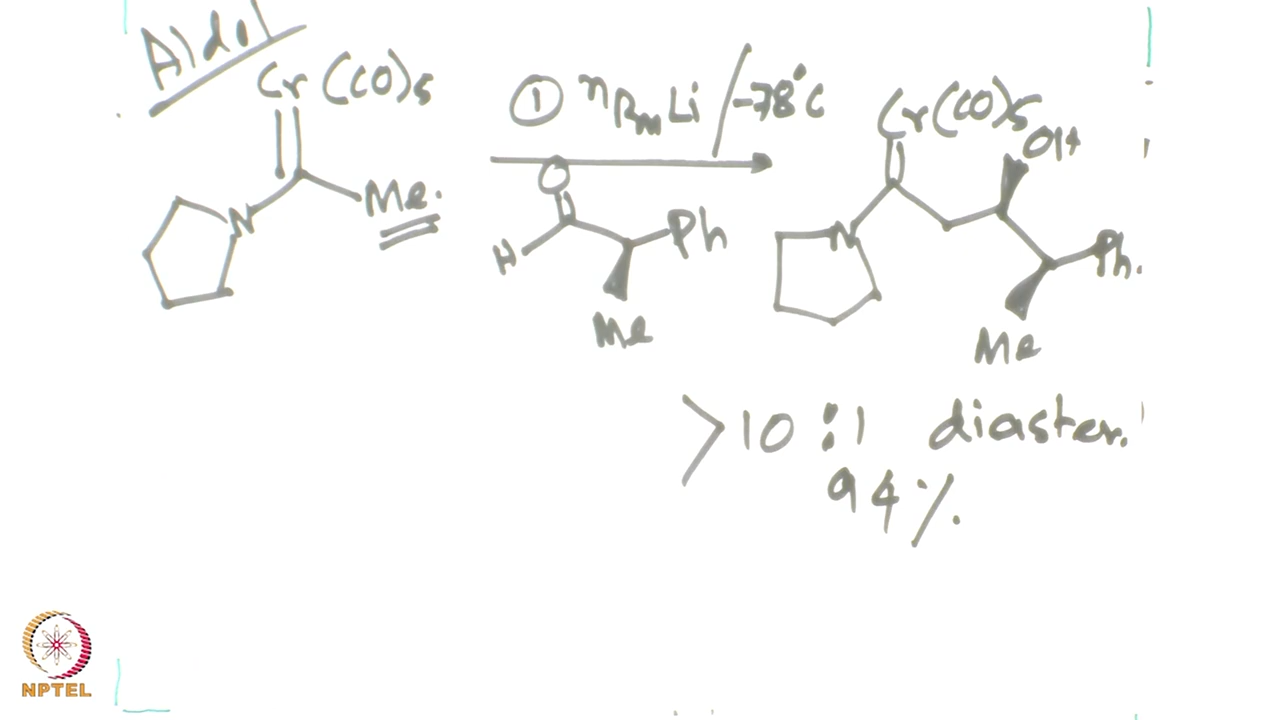 Aldol
Cr(CO)5
① nBuLi/-78°C
Cr(CO)5
OH
Me.
N
O
H
Ph
Me
N
Ph.
Me
>10:1 diaster.
94%.
NPTEL